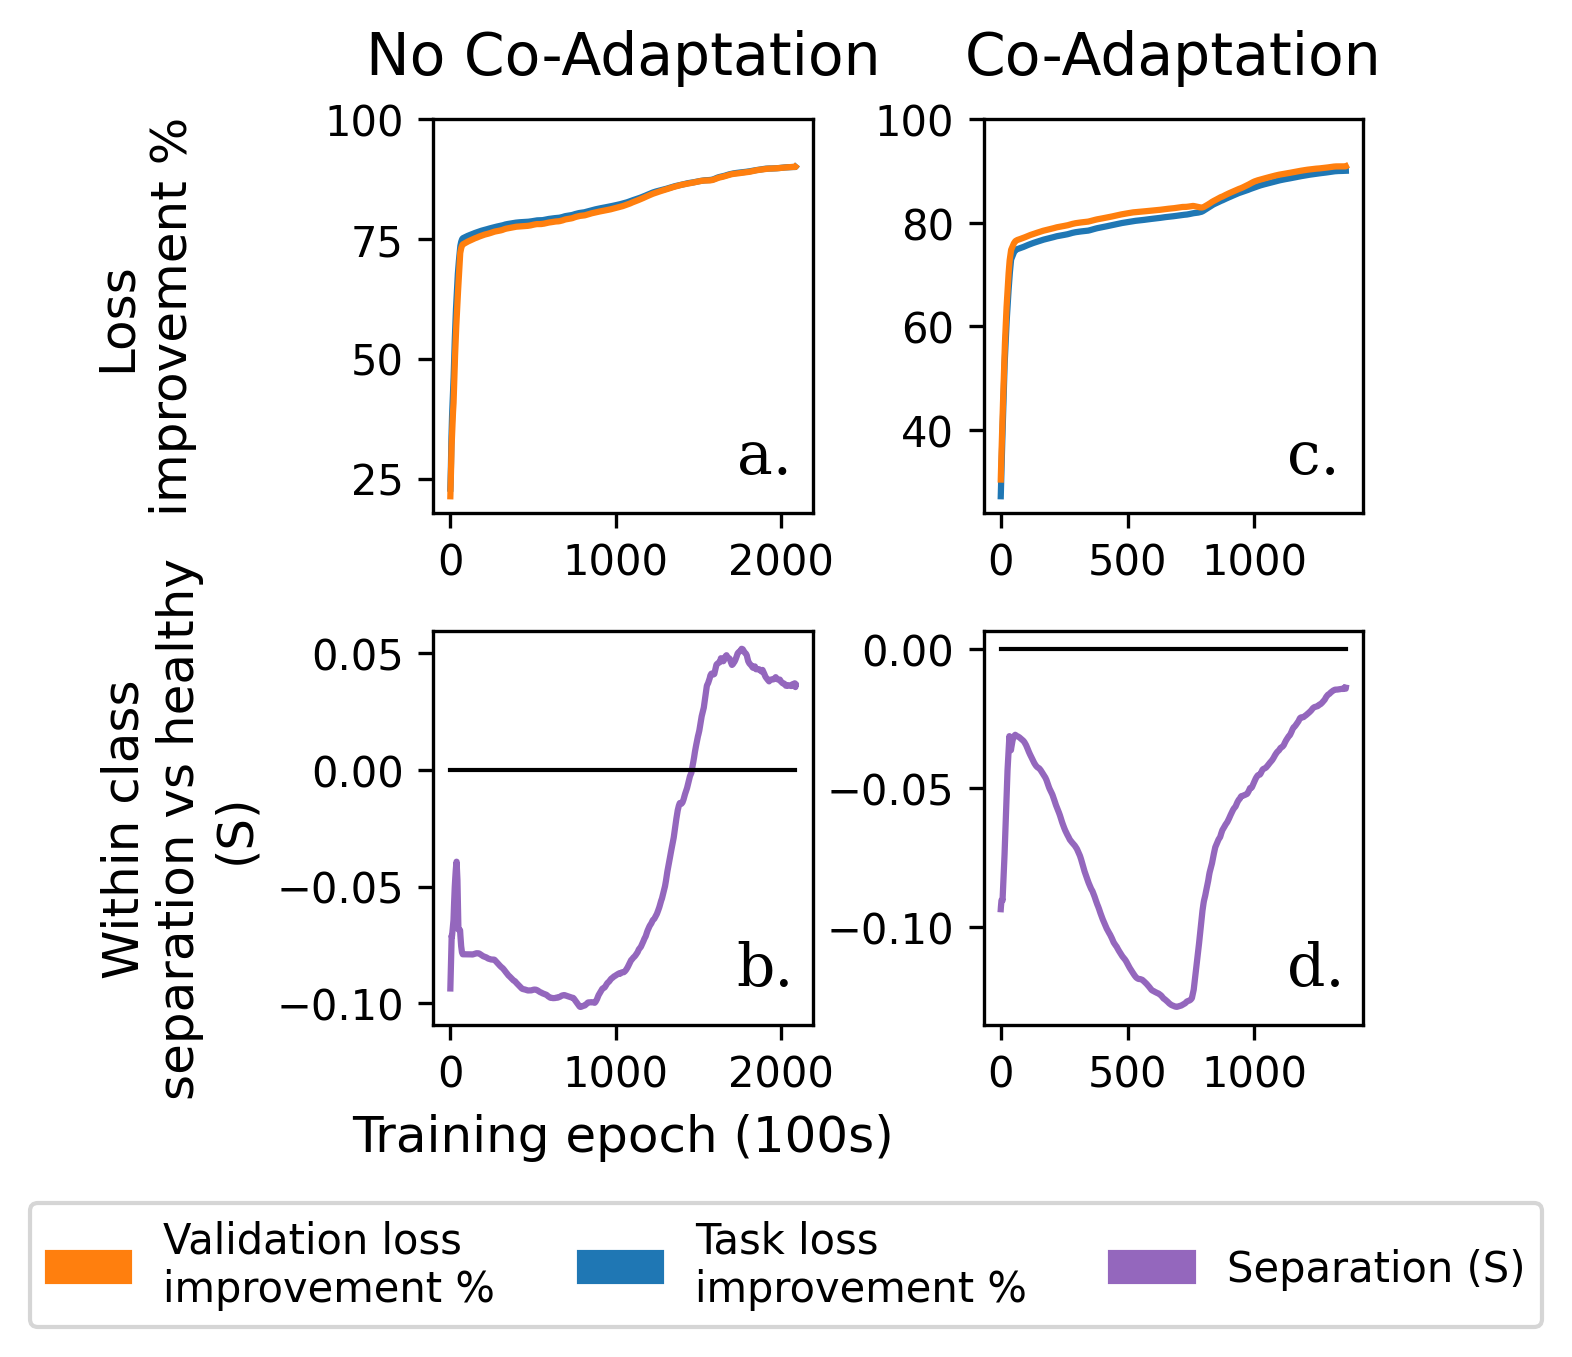 No Co-Adaptation
Co-Adaptation
Loss
improvement %
100
75
50
25
0
1000
2000
a.
100
80
60
40
0
500
1000
c.
Within class
separation vs healthy
(S)
0.05
0.00
−0.05
−0.10
0
1000
2000
b.
0.00
−0.05
−0.10
0
500
1000
d.
Training epoch (100s)
Validation loss
improvement %
Task loss
improvement %
Separation (S)